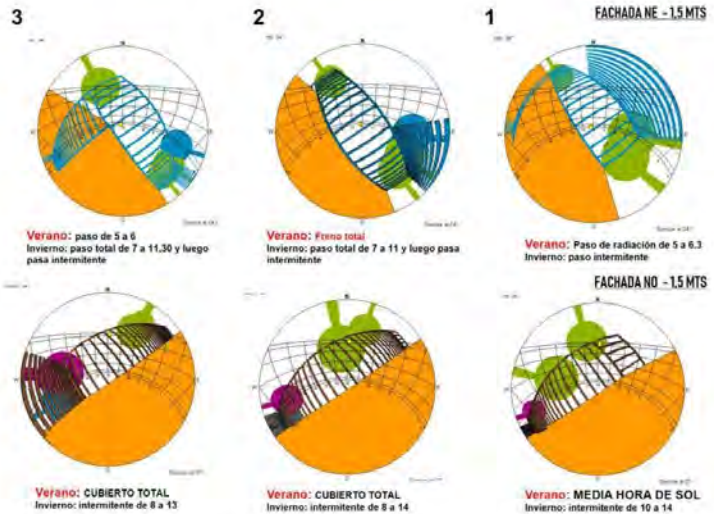 3
2
1
FACHADA NE - 1,5 MTS
Verano: paso de 5 a 6
Invierno: paso total de 7 a 11,30 y luego
pasa intermitente
Verano: Freno total
Invierno: paso total de 7 a 11 y luego pasa
intermitente
Verano: Paso de radiación de 5 a 6,3
Invierno: paso intermitente
FACHADA NO - 1,5 MTS
Verano: CUBIERTO TOTAL
Invierno: intermitente de 8 a 13
Verano: CUBIERTO TOTAL
Invierno: intermitente de 8 a 14
Verano: MEDIA HORA DE SOL
Invierno: intermitente de 10 a 14